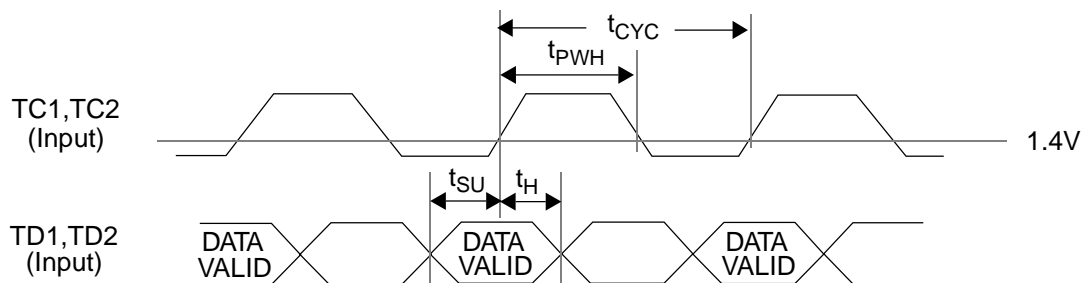 tCYC
tPWH
TC1,TC2
(Input)
1.4V
tSU
tH
TD1,TD2
(Input)
DATA
VALID
DATA
VALID
DATA
VALID